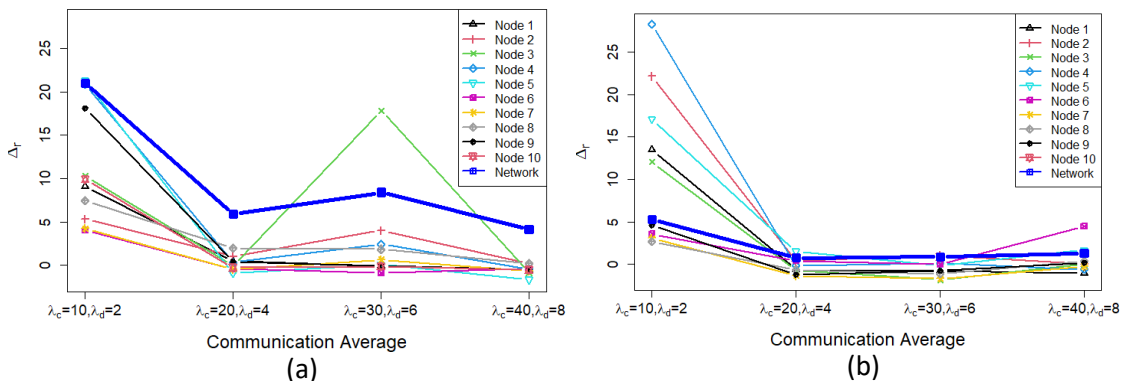 Δr
25
20
15
10
5
0
Node 1
Node 2
Node 3
Node 4
Node 5
Node 6
Node 7
Node 8
Node 9
Node 10
Network
λc=10,λd=2 λc=20,λd=4 λc=30,λd=6 λc=40,λd=8
Communication Average
(a)
Δr
25
20
15
10
5
0
Node 1
Node 2
Node 3
Node 4
Node 5
Node 6
Node 7
Node 8
Node 9
Node 10
Network
λc=10,λd=2 λc=20,λd=4 λc=30,λd=6 λc=40,λd=8
Communication Average
(b)